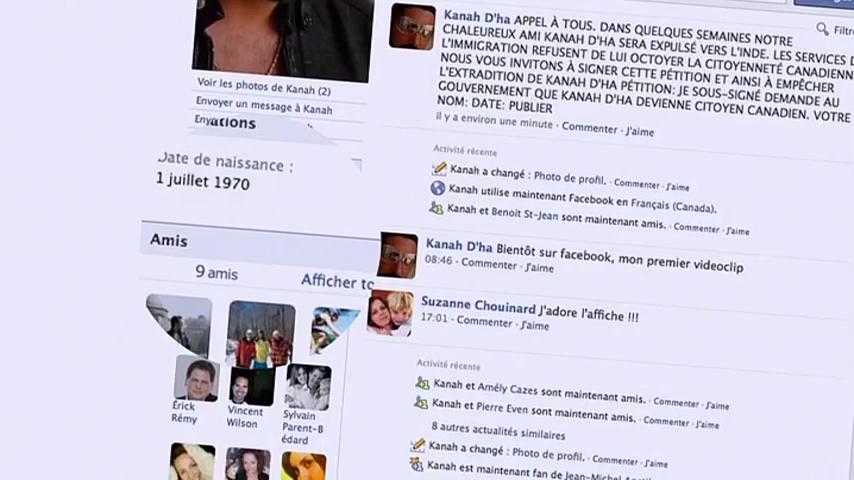 Voir les photos de Kanah (2)
Envoyer un message à Kanah
ations
Date de naissance :
1 juillet 1970
Amis
9 amis
Afficher to
Érick
Rémy
Vincent
Wilson
Sylvain
Parent-B
édard
Filtre
Kanah D'ha APPEL À TOUS. DANS QUELQUES SEMAINES NOTRE
CHALEUREUX AMI KANAH D'HA SERA EXPULSÉ VERS L'INDE. LES SERVICES D
L'IMMIGRATION REFUSENT DE LUI OCTOYER LA CITOYENNETÉ CANADIENN
NOUS VOUS INVITONS À SIGNER CETTE PÉTITION ET AINSI À EMPÊCHER
L'EXTRADITION DE KANAH D'HA PÉTITION: JE SOUS-SIGNÉ DEMANDE AU
GOUVERNEMENT QUE KANAH D'HA DEVIENNE CITOYEN CANADIEN. VOTRE
NOM: DATE: PUBLIER
il y a environ une minute · Commenter · J'aime
Activité récente
Kanah a changé : Photo de profil. · Commenter · J'aime
Kanah utilise maintenant Facebook en Français (Canada).
Kanah et Benoit St-Jean sont maintenant amis. · Commenter · J'aime
Kanah D'ha Bientôt sur facebook, mon premier videoclip
08:46 · Commenter · J'aime
Suzanne Chouinard J'adore l'affiche !!!
17:01 · Commenter · J'aime
Activité récente
Kanah et Amély Cazes sont maintenant amis. · Commenter · J'aime
Kanah et Pierre Even sont maintenant amis. · Commenter · J'aime
8 autres actualités similaires
Kanah a changé : Photo de profil. · Commenter · J'aime
Kanah est maintenant fan de Jean-Michel